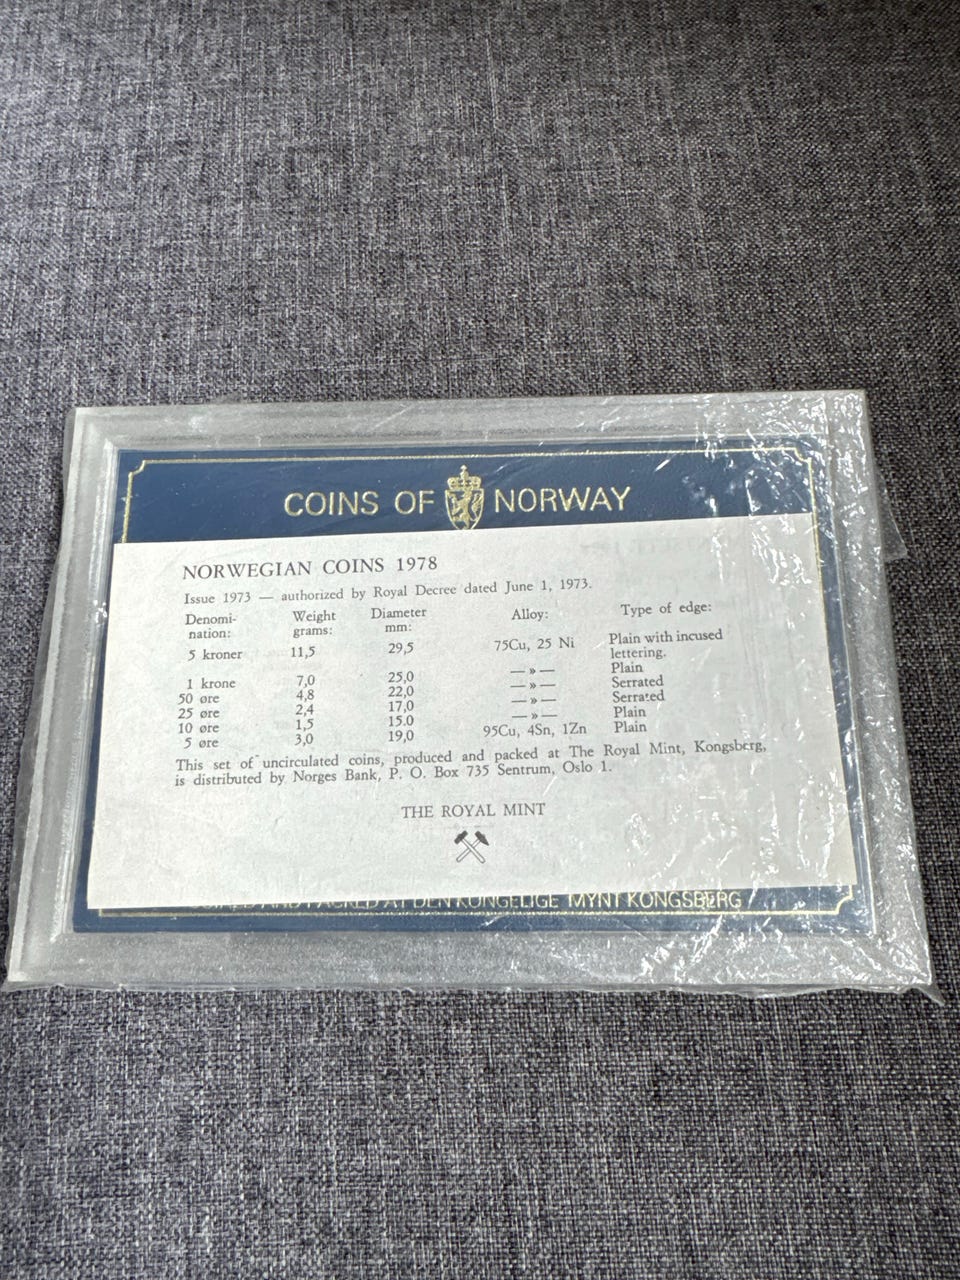 COINS OF NORWAY
NORWEGIAN COINS 1978
Issue 1973 — authorized by Royal Decree dated June 1, 1973.
Denomi-nation: Weight grams: Diameter mm: Alloy: Type of edge:
5 kroner 11,5 29,5 75Cu, 25 Ni Plain with incused lettering.
1 krone 7,0 25,0 —»— Plain
50 øre 4,8 22,0 —»— Serrated
25 øre 2,4 17,0 —»— Serrated
10 øre 1,5 15.0 —»— Plain
5 øre 3,0 19,0 95Cu, 4Sn, 1Zn Plain
This set of uncirculated coins, produced and packed at The Royal Mint, Kongsberg,
is distributed by Norges Bank, P. O. Box 735 Sentrum, Oslo 1.
THE ROYAL MINT
AND PACKED AT DEN KONGELIGE MYNT KONGSBERG